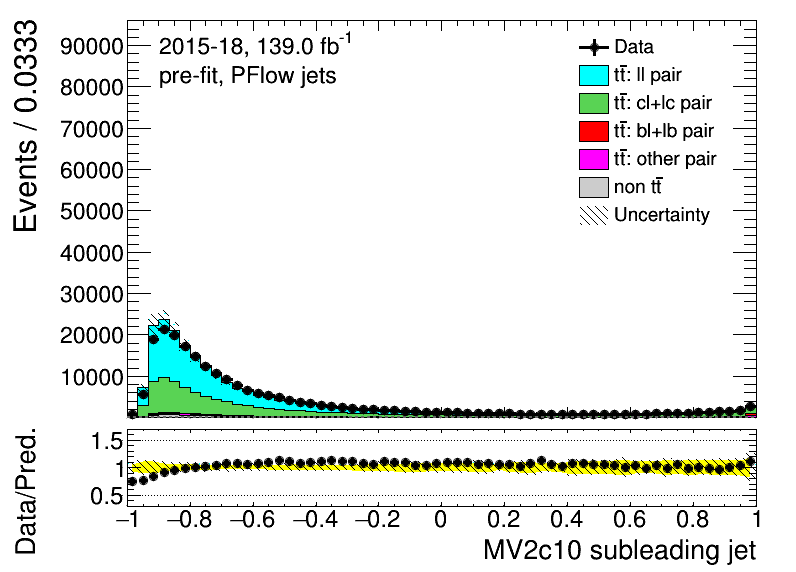 Events / 0.0333
90000
80000
70000
60000
50000
40000
30000
20000
10000
2015-18, 139.0 fb⁻¹
pre-fit, PFlow jets
Data
tt̄: ll pair
tt̄: cl+lc pair
tt̄: bl+lb pair
tt̄: other pair
non tt̄
Uncertainty
Data/Pred.
1.5
1
0.5
−1 −0.8 −0.6 −0.4 −0.2 0 0.2 0.4 0.6 0.8 1
MV2c10 subleading jet